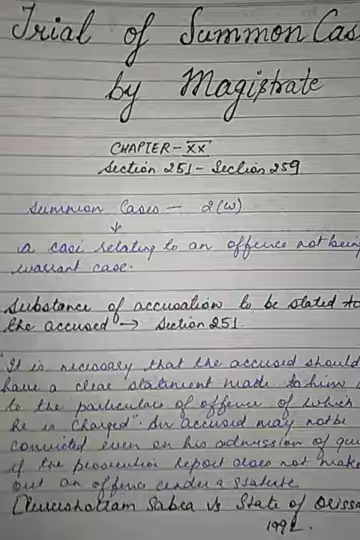 Trial of Summon Cas
by Magistrate
CHAPTER-XX
Section 251-Section 259
Summon Cases - 2(w)
a case relating to an offence not being
warrant case.
Substance of accusation to be stated to
the accused → Section 251.
"It is necessary that the accused should
have a clear statement made to him a
to the particulars of offence of which
he is charged" An accused may not be
convicted even on his admission of gui
if the prosecution report does not make
out an offence under a statute
Purushottam Sabra vs State of Orissa
199